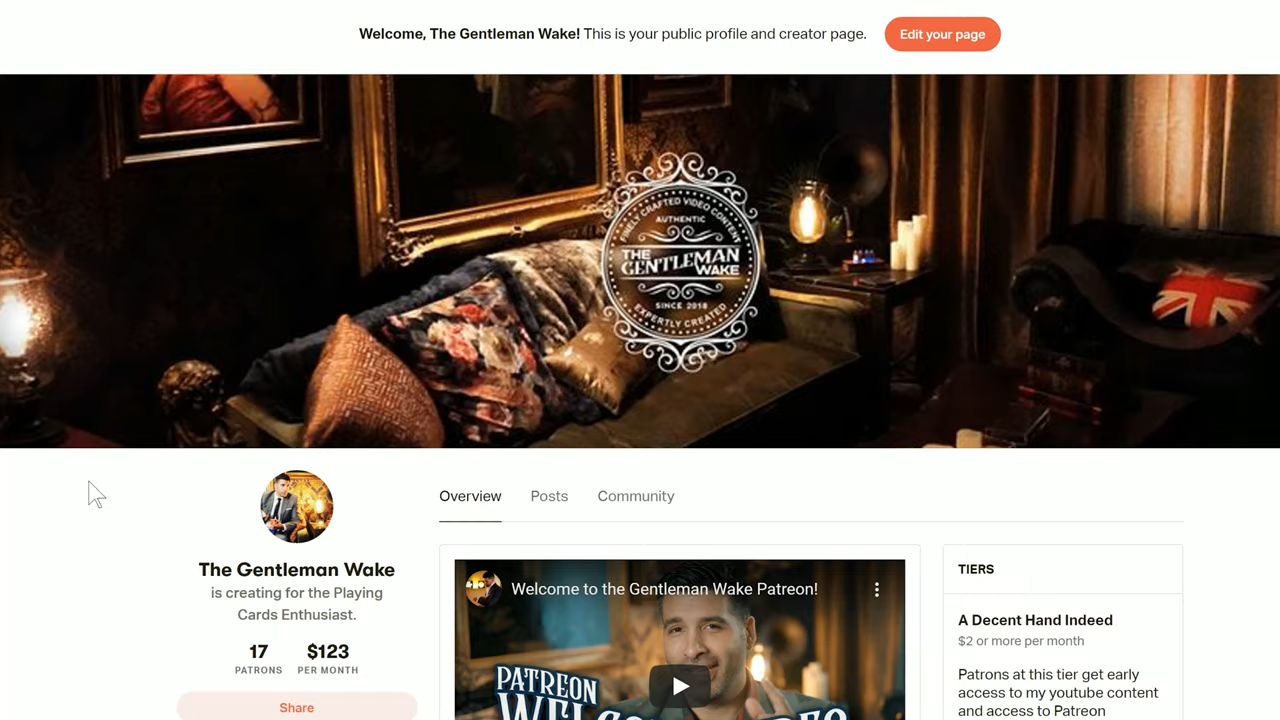 Welcome, The Gentleman Wake! This is your public profile and creator page.
Edit your page
FINELY CRAFTED VIDEO CONTENT
AUTHENTIC
THE
GENTLEMAN
WAKE
SINCE 2018
EXPERTLY CREATED
Overview
Posts
Community
The Gentleman Wake
is creating for the Playing
Cards Enthusiast.
17
PATRONS
$123
PER MONTH
Share
Welcome to the Gentleman Wake Patreon!
PATREON
TIERS
A Decent Hand Indeed
$2 or more per month
Patrons at this tier get early
access to my youtube content
and access to Patreon